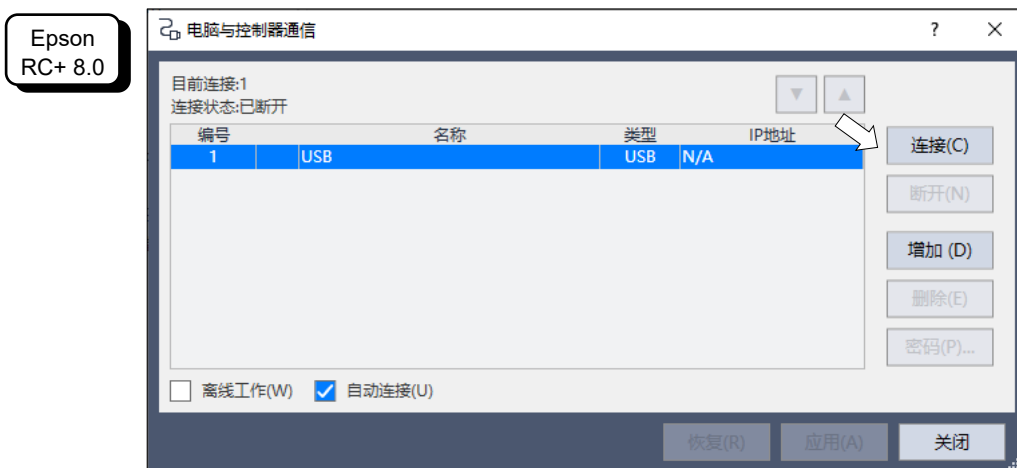 Epson
RC+ 8.0
电脑与控制器通信
?
目前连接:1
连接状态:已断开
▼ ▲
编号 名称 类型 IP地址
1 USB USB N/A
连接(C)
断开(N)
增加 (D)
删除(E)
密码(P)...
离线工作(W) 自动连接(U)
恢复(R) 应用(A) 关闭